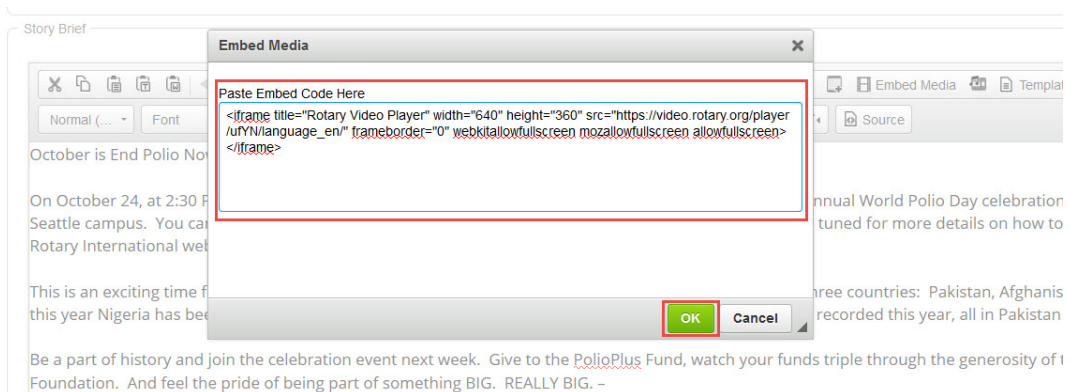 Story Brief
Embed Media
Embed Media
Templat
Paste Embed Code Here
Normal (...
Font
Source
<iframe title="Rotary Video Player" width="640" height="360" src="https://video.rotary.org/player
/ufYN/language_en/" frameborder="0" webkitallowfullscreen mozallowfullscreen allowfullscreen>
</iframe>
October is End Polio No
On October 24, at 2:30 nnual World Polio Day celebration
Seattle campus. You ca tuned for more details on how to
Rotary International we
This is an exciting time f hree countries: Pakistan, Afghanis
this year Nigeria has bee recorded this year, all in Pakistan
OK
Cancel
Be a part of history and join the celebration event next week. Give to the PolioPlus Fund, watch your funds triple through the generosity of t
Foundation. And feel the pride of being part of something BIG. REALLY BIG. –